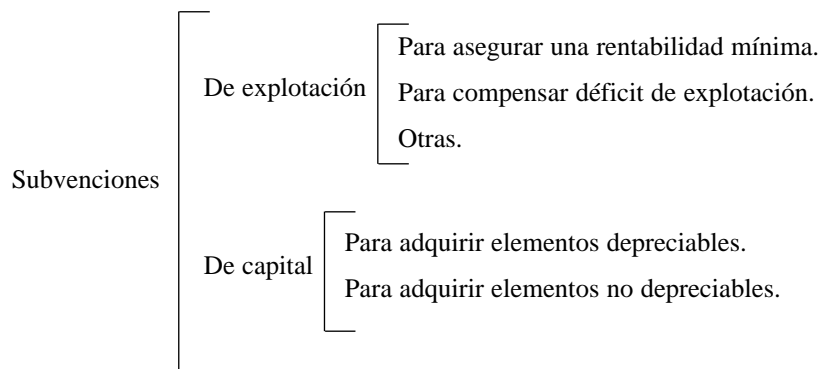 Subvenciones
De explotación
Para asegurar una rentabilidad mínima.
Para compensar déficit de explotación.
Otras.
De capital
Para adquirir elementos depreciables.
Para adquirir elementos no depreciables.